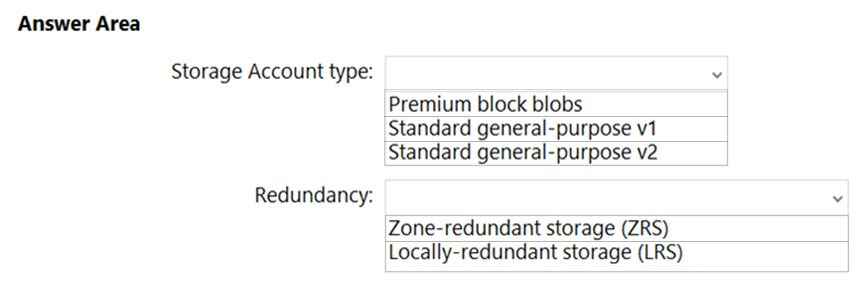 Answer Area
Storage Account type:
Premium block blobs
Standard general-purpose v1
Standard general-purpose v2
Redundancy:
Zone-redundant storage (ZRS)
Locally-redundant storage (LRS)